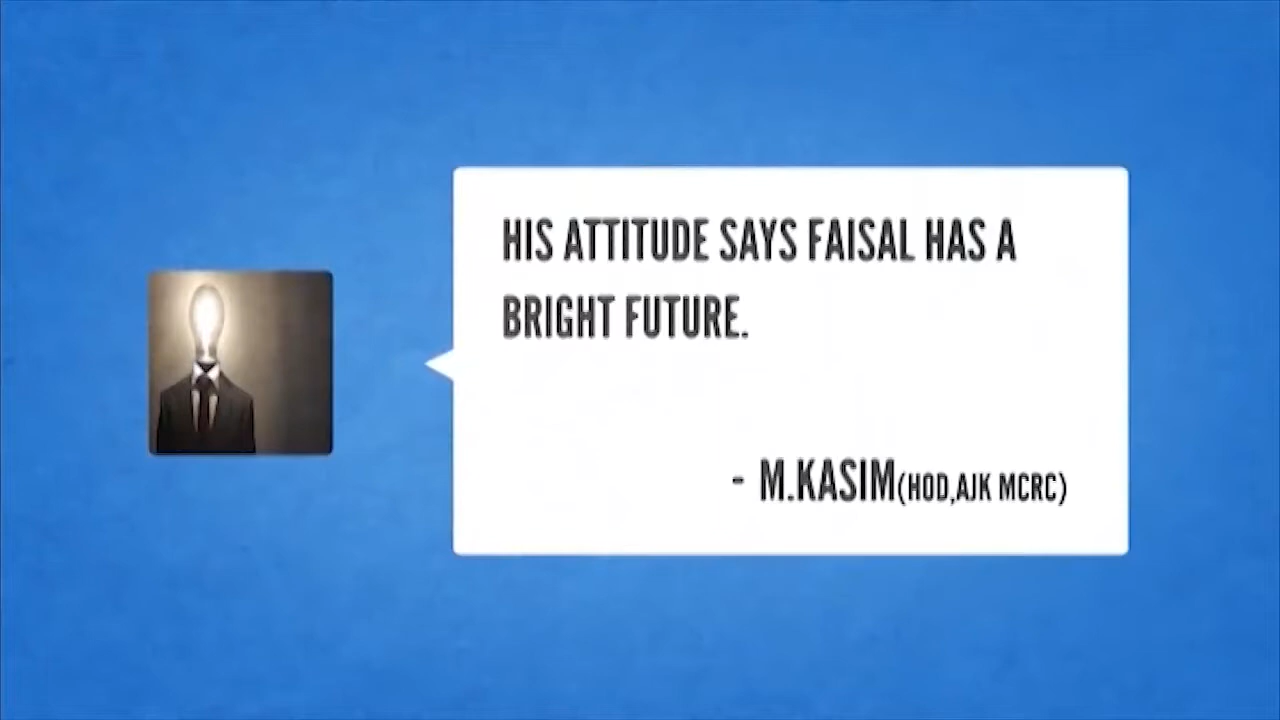 HIS ATTITUDE SAYS FAISAL HAS A
BRIGHT FUTURE.
- M.KASIM(HOD,AJK MCRC)